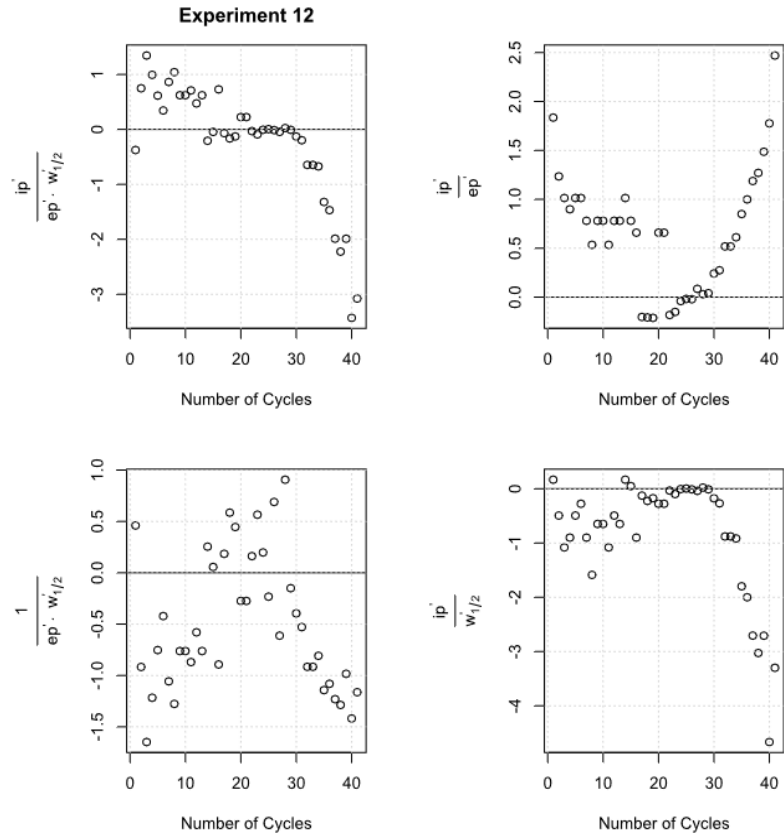 Experiment 12
ip'
ep'· w'1/2
1
0
-1
-2
-3
0 10 20 30 40
Number of Cycles
ip'
ep'
2.5
2.0
1.5
1.0
0.5
0.0
0 10 20 30 40
Number of Cycles
1
ep'· w'1/2
1.0
0.5
0.0
-0.5
-1.0
-1.5
0 10 20 30 40
Number of Cycles
ip'
w'1/2
0
-1
-2
-3
-4
0 10 20 30 40
Number of Cycles